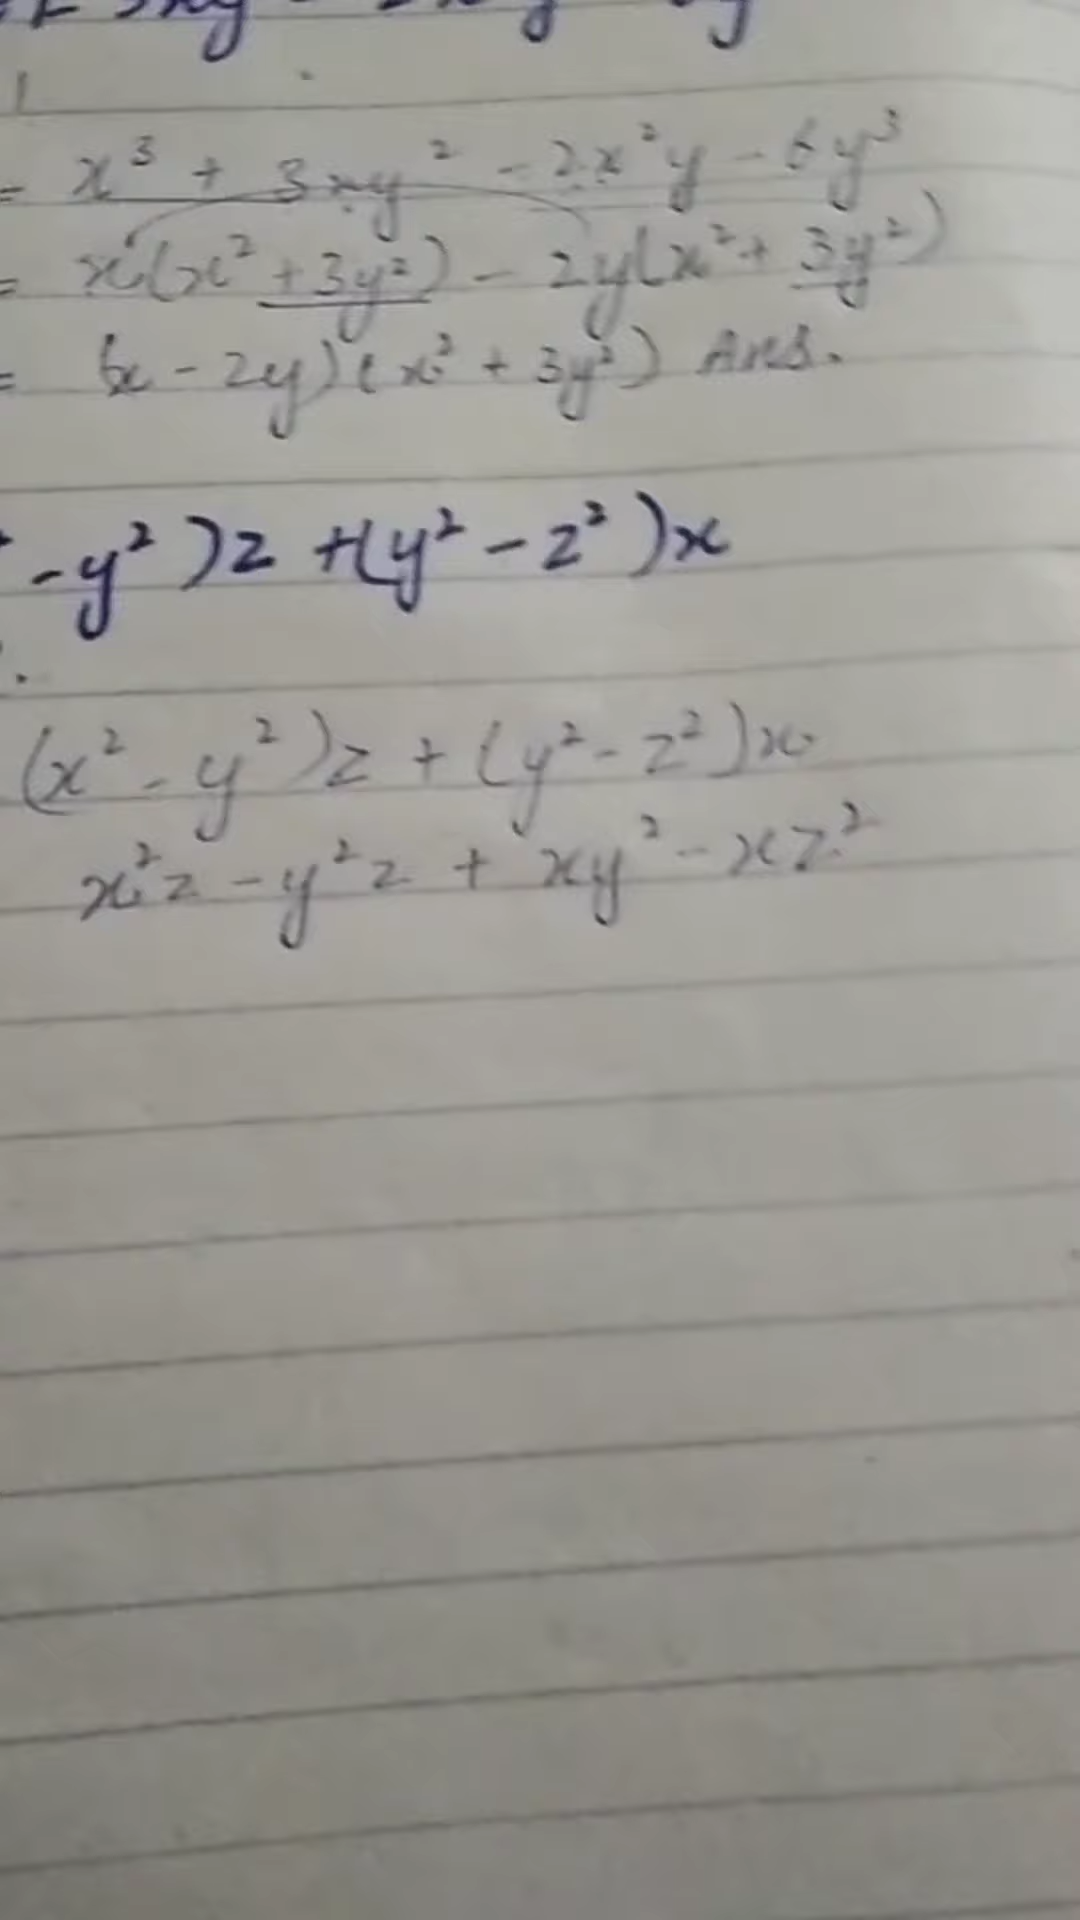 = x³ + 3xy² - 2x²y - 6y³
= x(x² + 3y²) - 2y(x² + 3y²)
= (x - 2y)(x² + 3y²) Ans.
- y²)z + (y² - z²)x
(x² - y²)z + (y² - z²)x
x²z - y²z + xy² - xz²